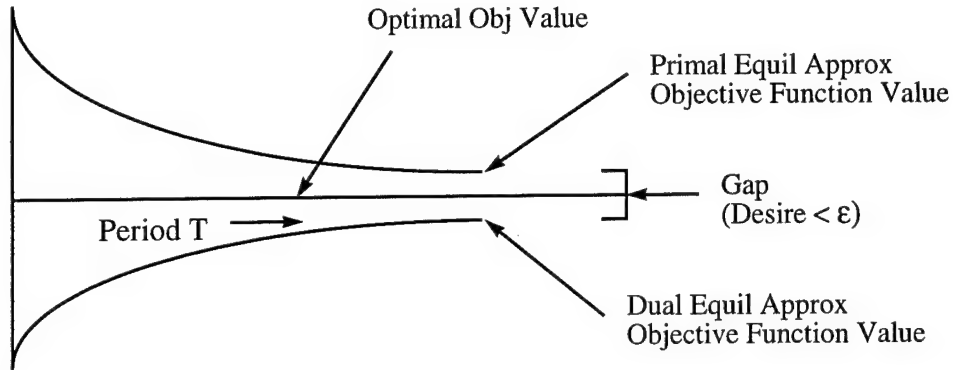 Optimal Obj Value
Primal Equil Approx
Objective Function Value
Gap
(Desire < ε)
Period T
Dual Equil Approx
Objective Function Value